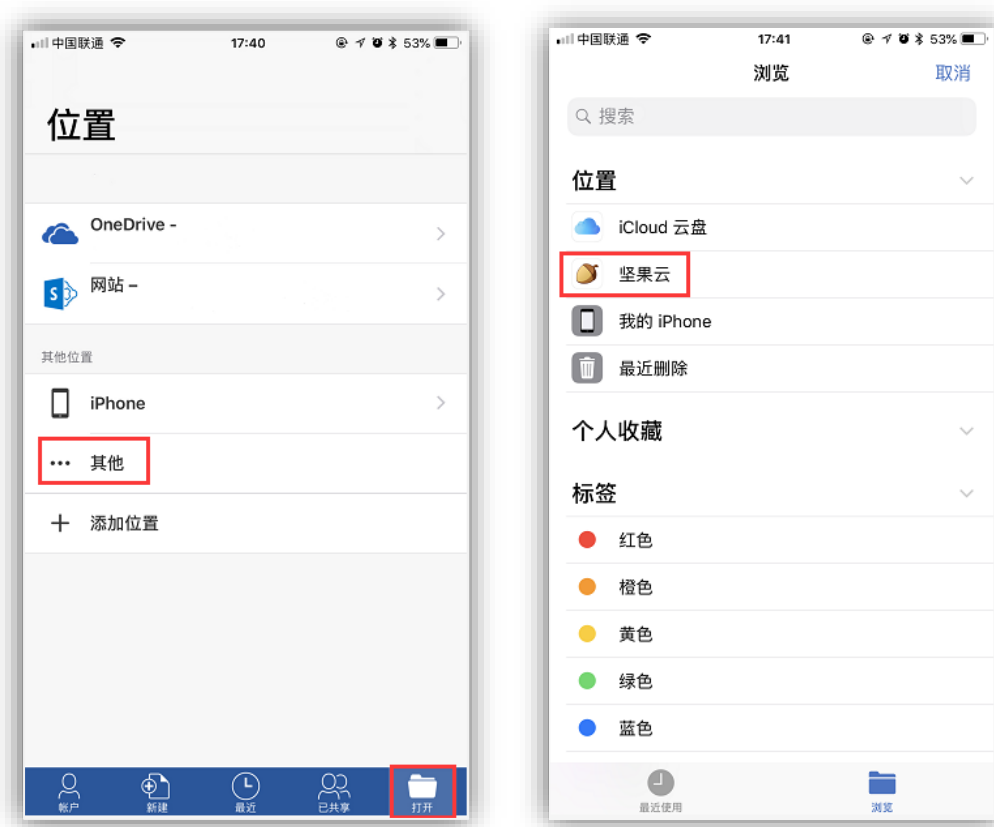 中国联通 17:40 53%
位置
OneDrive -
网站 –
其他位置
iPhone
其他
添加位置
帐户 新建 最近 已共享 打开
中国联通 17:41 53%
浏览 取消
搜索
位置
iCloud 云盘
坚果云
我的 iPhone
最近删除
个人收藏
标签
红色
橙色
黄色
绿色
蓝色
最近使用 浏览